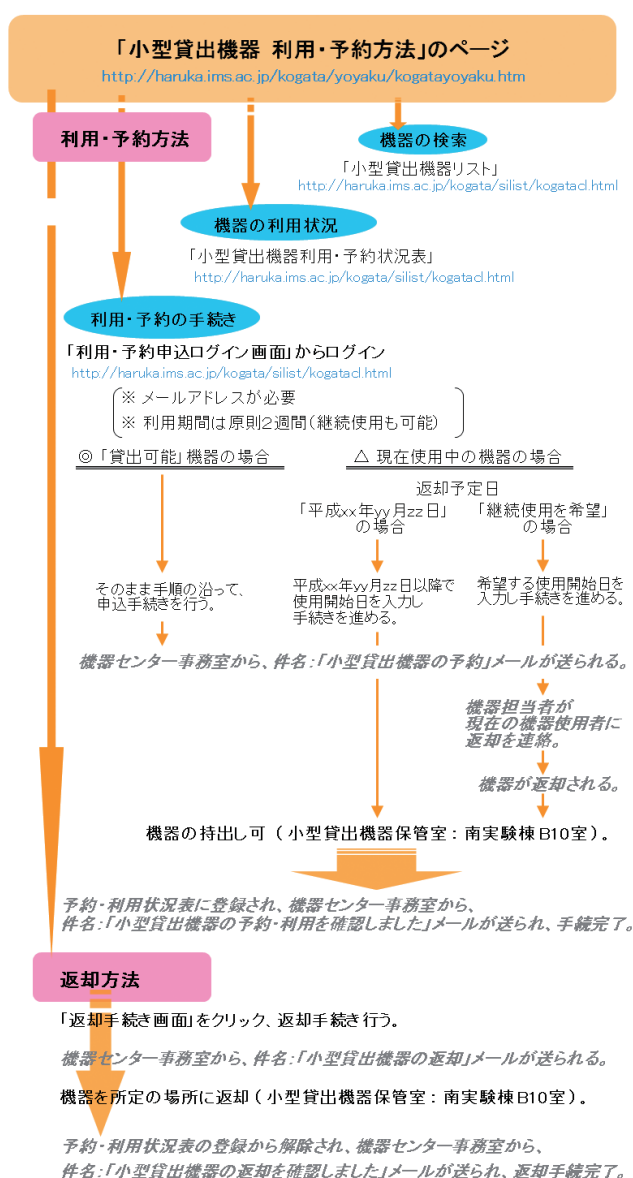 「小型貸出機器 利用・予約方法」のページ
http://haruka.ims.ac.jp/kogata/yoyaku/kogatayoyaku.htm
利用・予約方法
機器の検索
「小型貸出機器リスト」
http://haruka.ims.ac.jp/kogata/silist/kogatacl.html
機器の利用状況
「小型貸出機器利用・予約状況表」
http://haruka.ims.ac.jp/kogata/silist/kogatacl.html
利用・予約の手続き
「利用・予約申込ログイン画面」からログイン
http://haruka.ims.ac.jp/kogata/silist/kogatacl.html
※ メールアドレスが必要
※ 利用期間は原則2週間(継続使用も可能)
◎「貸出可能」機器の場合
△ 現在使用中の機器の場合
返却予定日
「平成xx年yy月zz日」
の場合
「継続使用を希望」
の場合
そのまま手順の沿って、
申込手続きを行う。
平成xx年yy月zz日以降で
使用開始日を入力し
手続きを進める。
希望する使用開始日を
入力し手続きを進める。
機器センター事務室から、件名:「小型貸出機器の予約」メールが送られる。
機器担当者が
現在の機器使用者に
返却を連絡。
機器が返却される。
機器の持出し可(小型貸出機器保管室:南実験棟B10室)。
予約・利用状況表に登録され、機器センター事務室から、
件名:「小型貸出機器の予約・利用を確認しました」メールが送られ、手続完了。
返却方法
「返却手続き画面」をクリック、返却手続き行う。
機器センター事務室から、件名:「小型貸出機器の返却」メールが送られる。
機器を所定の場所に返却(小型貸出機器保管室:南実験棟B10室)。
予約・利用状況表の登録から解除され、機器センター事務室から、
件名:「小型貸出機器の返却を確認しました」メールが送られ、返却手続完了。